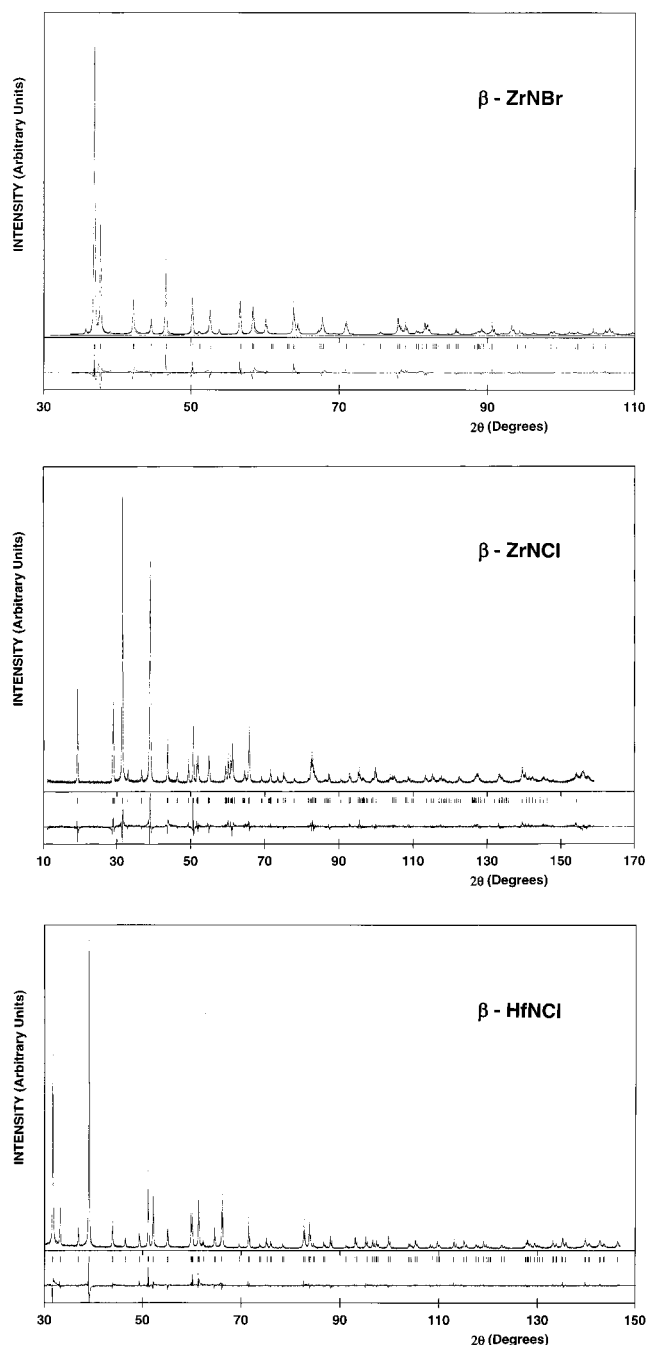 β - ZrNBr
INTENSITY (Arbitrary Units)
30 50 70 90 110
2θ (Degrees)
β - ZrNCl
INTENSITY (Arbitrary Units)
10 30 50 70 90 110 130 150 170
2θ (Degrees)
β - HfNCl
INTENSITY (Arbitrary Units)
30 50 70 90 110 130 150
2θ (Degrees)